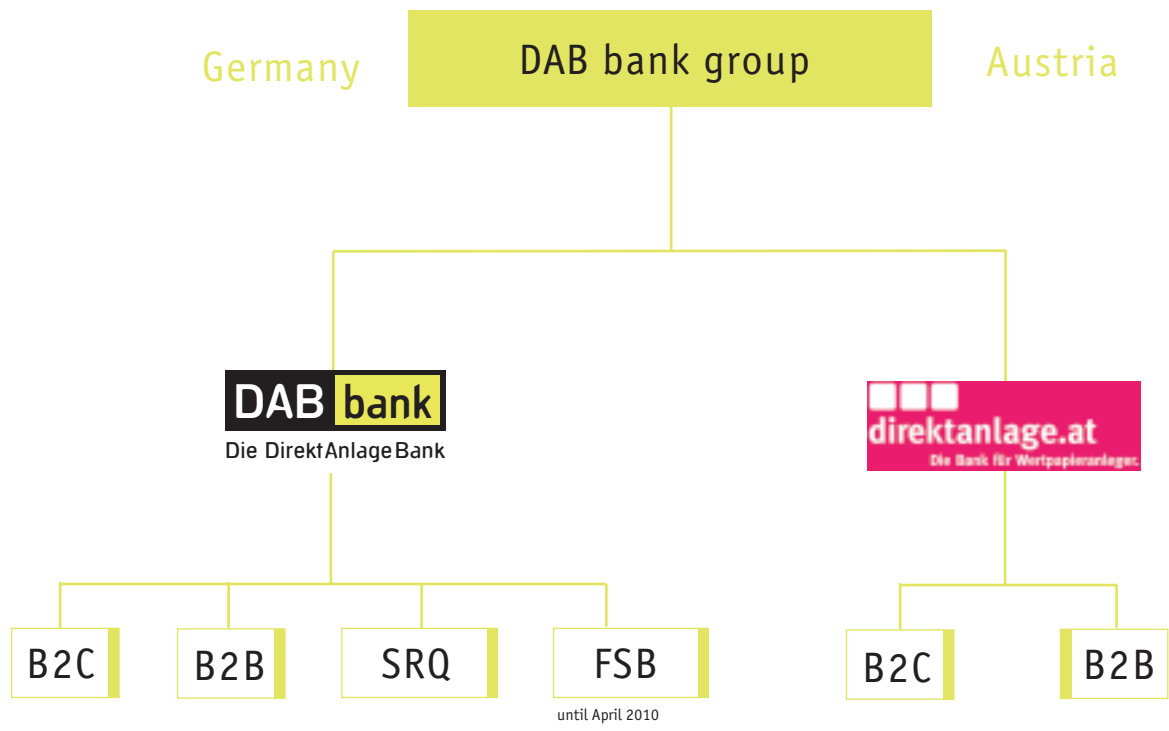 Germany
DAB bank group
Austria
DAB bank
Die DirektAnlageBank
direktanlage.at
Die Bank für Wertpapieranleger.
B2C
B2B
SRQ
FSB
B2C
B2B
until April 2010